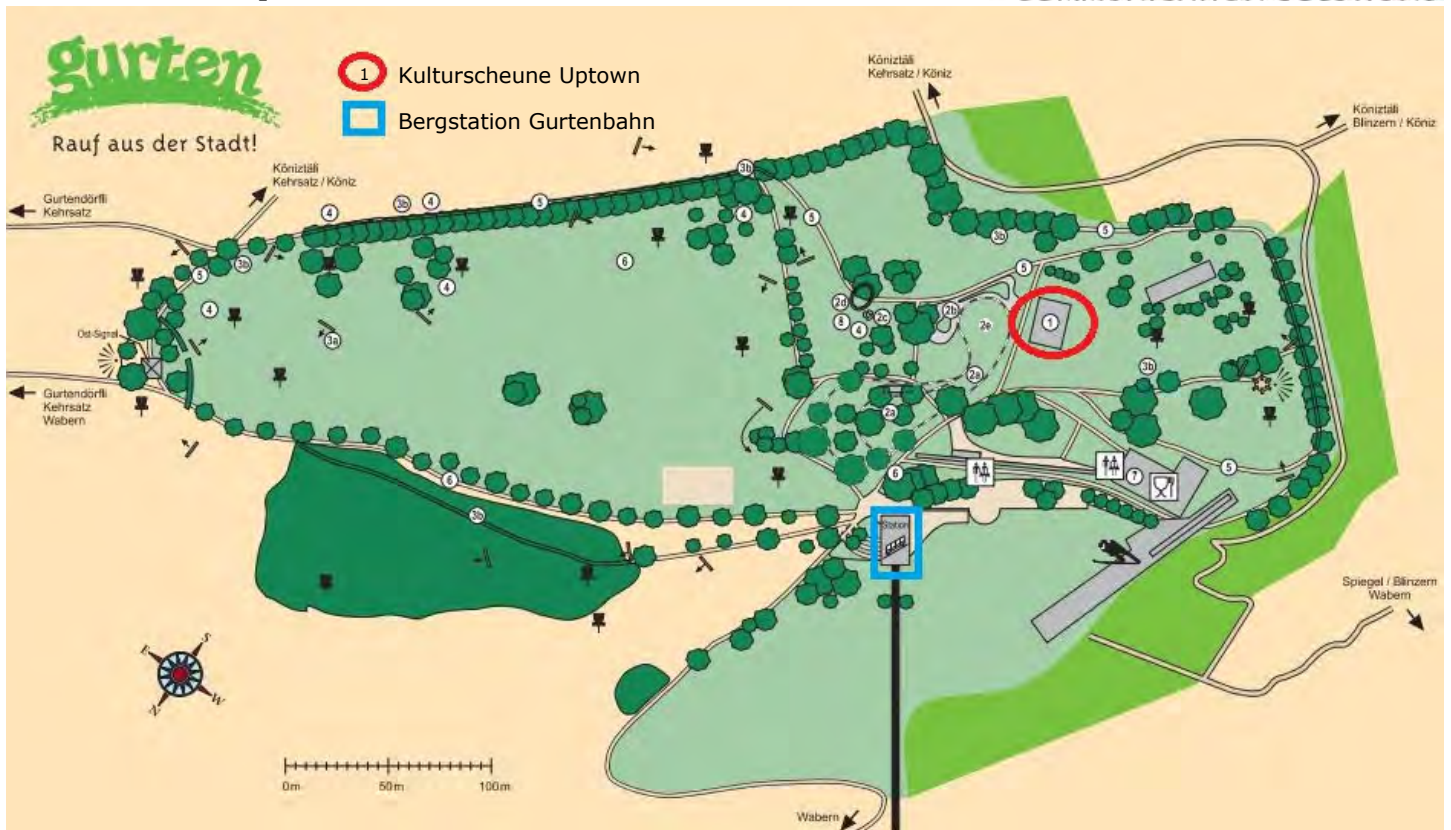 gurten
Rauf aus der Stadt!
1 Kulturscheune Uptown
Bergstation Gurtenbahn
Köniztäli
Kehrsatz / Köniz
Köniztäli
Blinzern / Köniz
Köniztäli
Kehrsatz / Köniz
Gurtendörfli
Kehrsatz
3b
4
3b
4
5
3b
4
5
3b
5
5
5
3b
4
4
6
2d
8
4
2c
2b
2e
1
Ost-Signal
3a
2a
3b
2a
Gurtendörfli
Kehrsatz
Wabern
6
6
7
5
3b
Station
Spiegel / Blinzern
Wabern
E
S
N
W
0m
50m
100m
Wabern